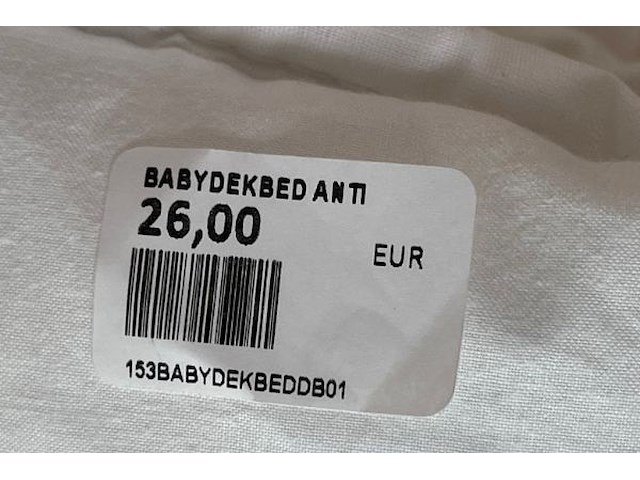 BABYDEKBED ANTI
26,00
EUR
153BABYDEKBEDDB01